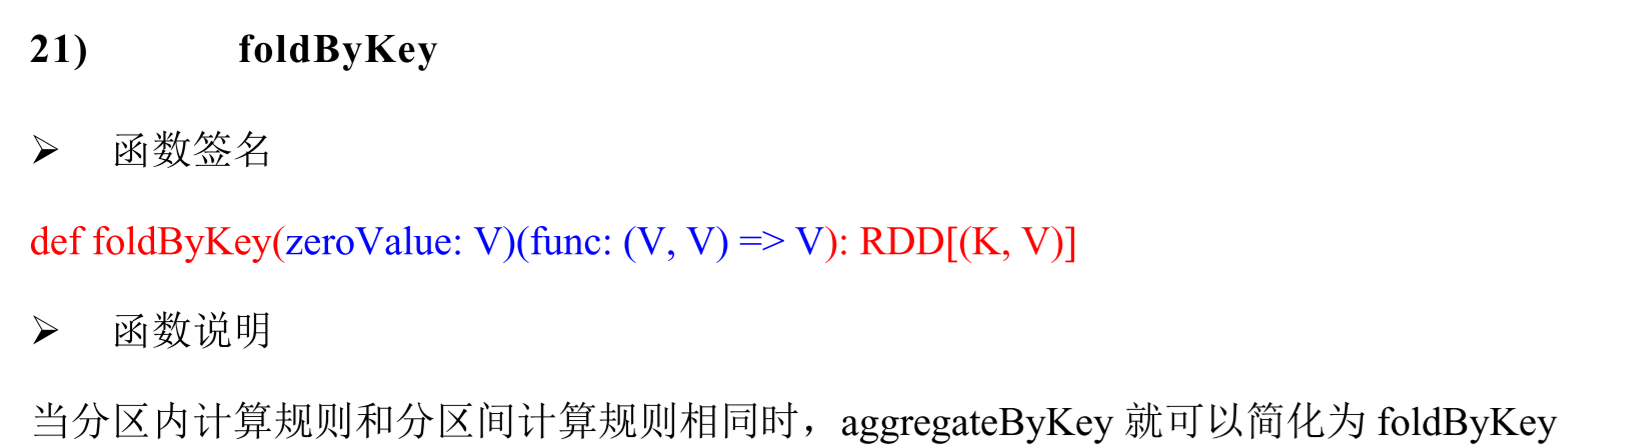 21) foldByKey
➢ 函数签名
def foldByKey(zeroValue: V)(func: (V, V) => V): RDD[(K, V)]
➢ 函数说明
当分区内计算规则和分区间计算规则相同时，aggregateByKey 就可以简化为 foldByKey